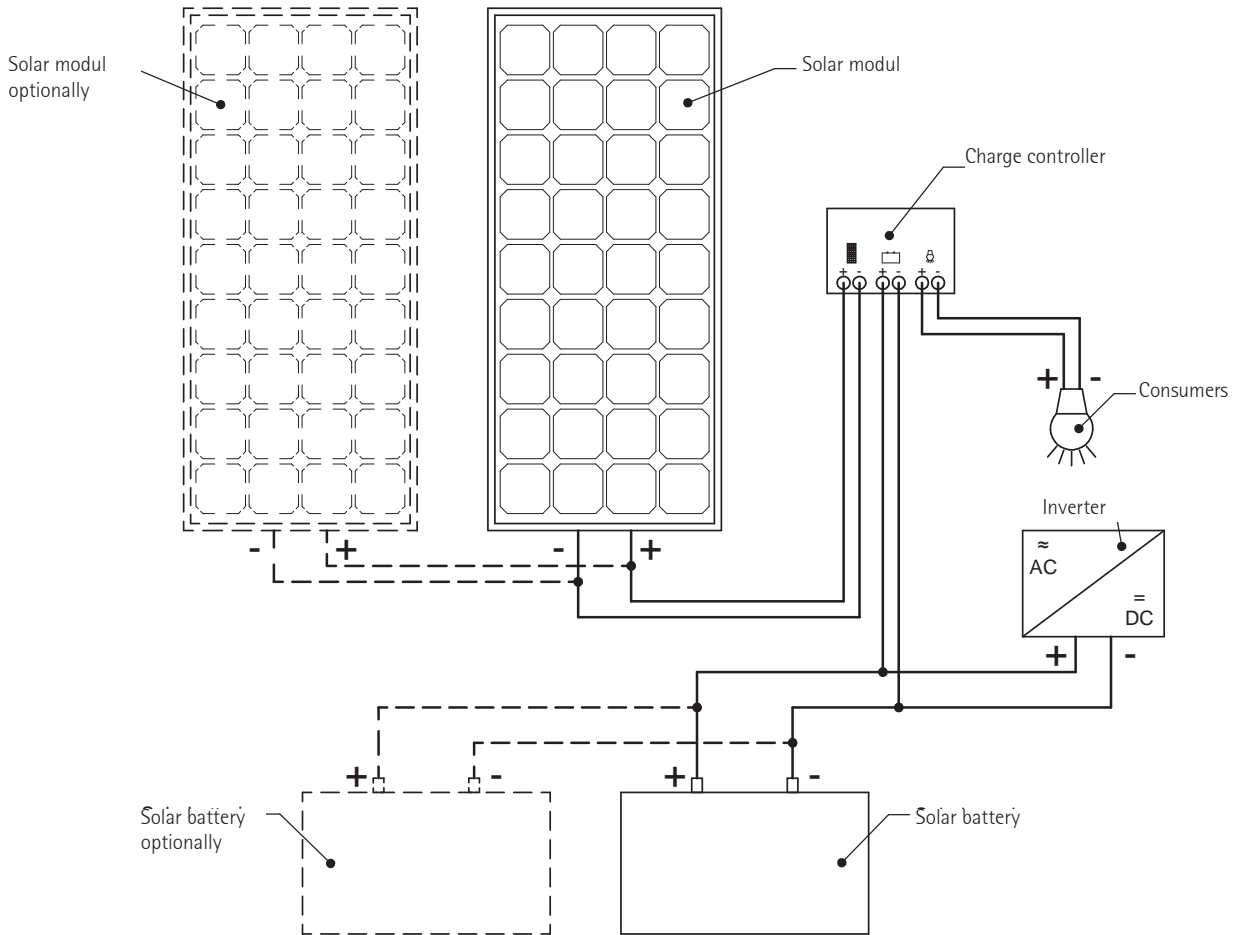 Solar modul
optionally
Solar modul
Charge controller
+ - + - + -
+ -
Consumers
Inverter
≈
AC
=
DC
- +
- +
+ -
+ -
+ -
Solar battery
optionally
Solar battery